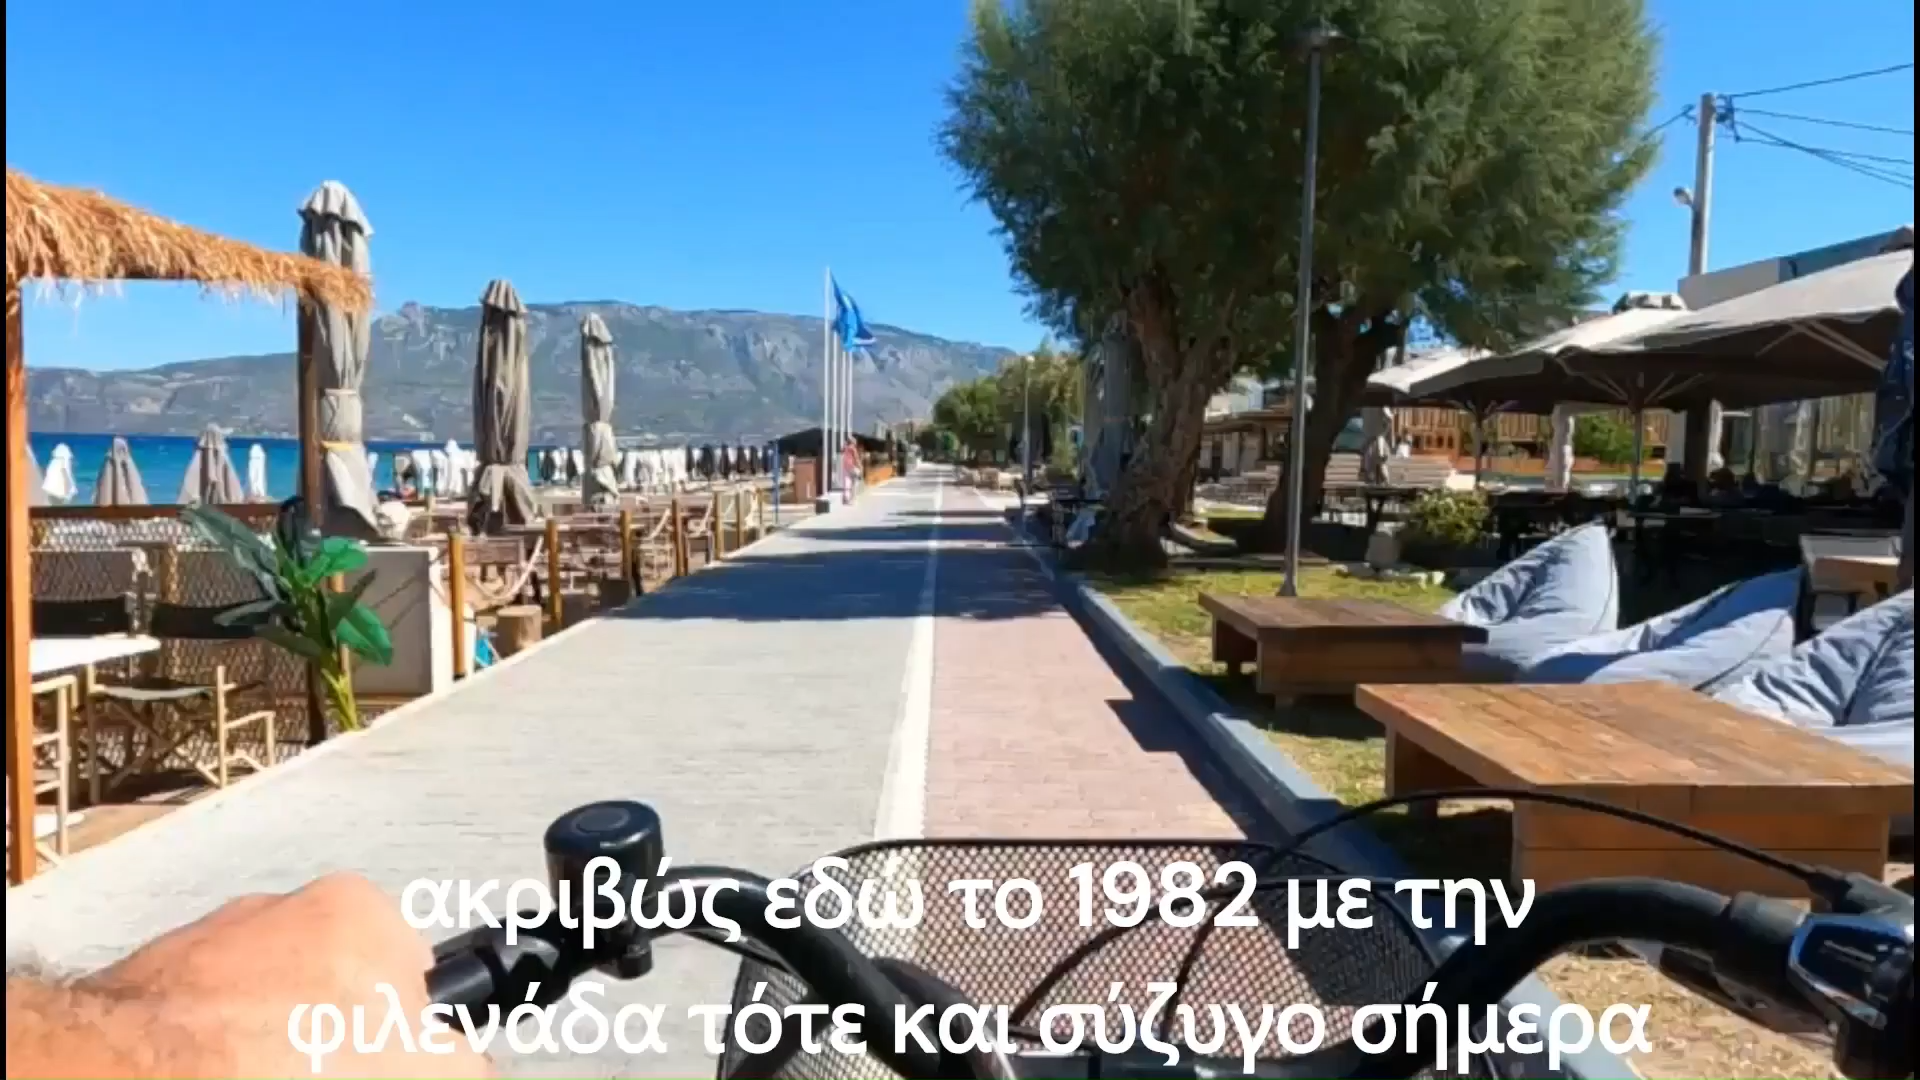 ακριβώς εδώ το 1982 με την
φιλενάδα τότε και σύζυγο σήμερα